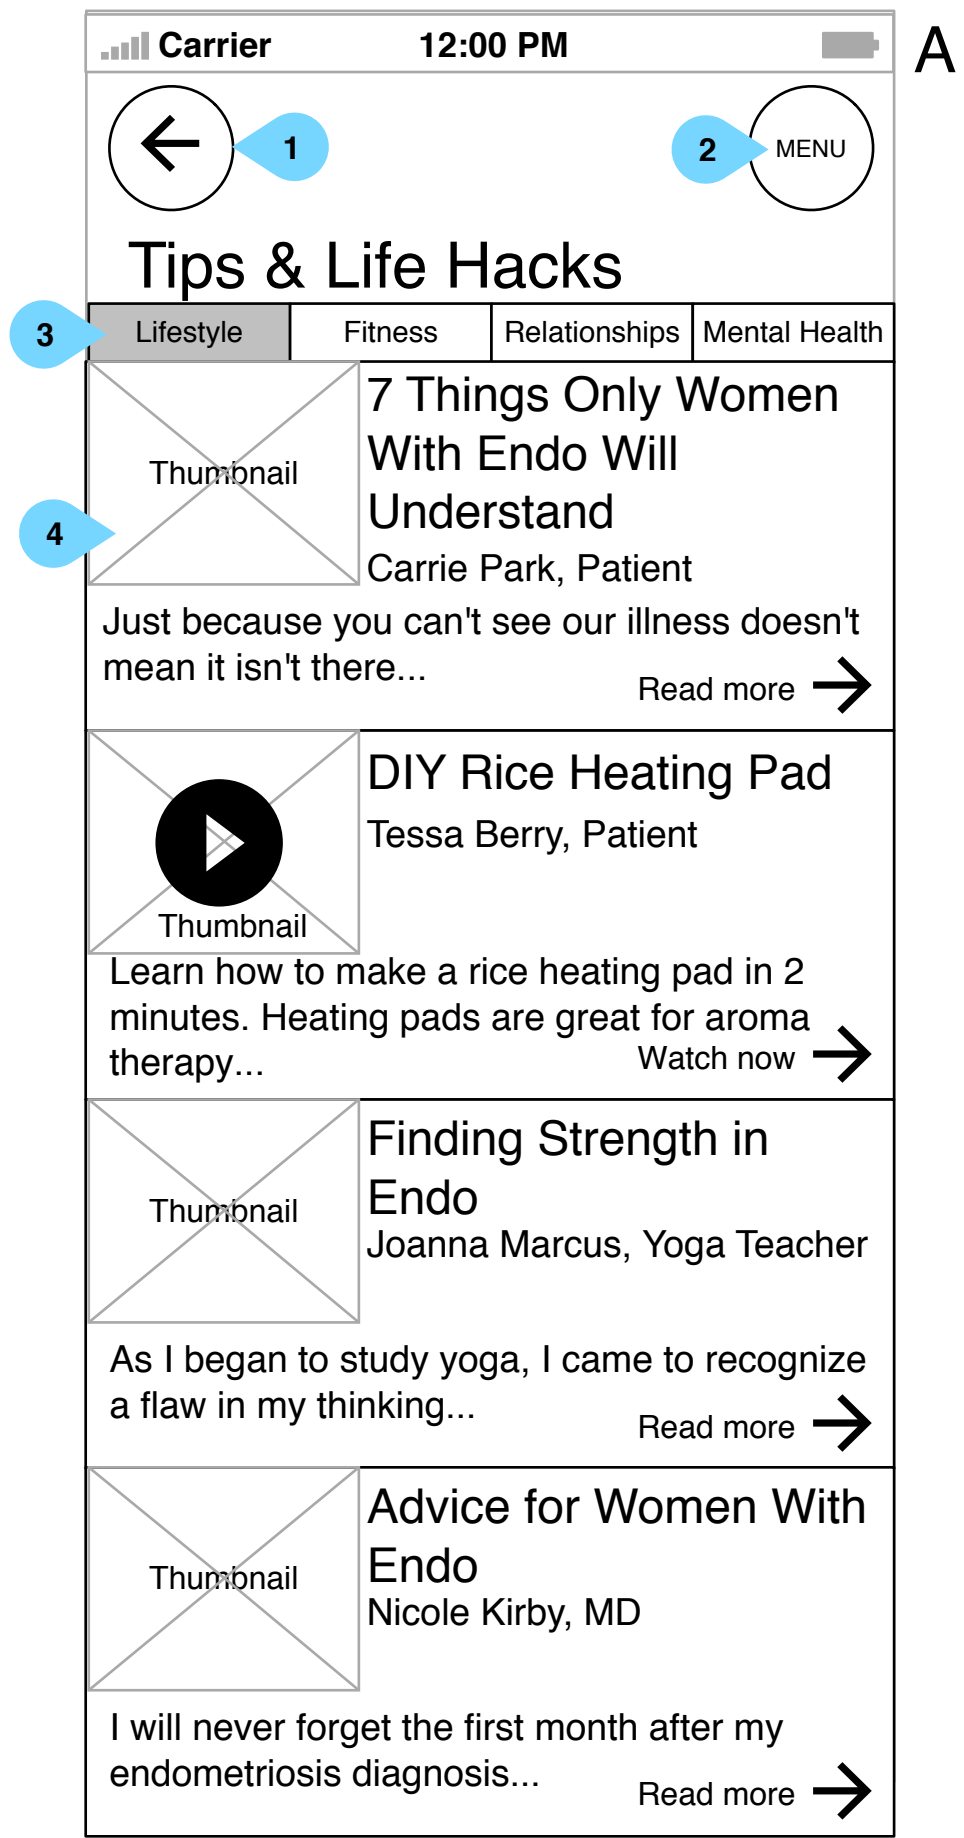 Carrier 12:00 PM
A
1
2
MENU
Tips & Life Hacks
3
Lifestyle Fitness Relationships Mental Health
7 Things Only Women
With Endo Will
Understand
Thumbnail
4
Carrie Park, Patient
Just because you can't see our illness doesn't
mean it isn't there...
Read more
DIY Rice Heating Pad
Tessa Berry, Patient
Thumbnail
Learn how to make a rice heating pad in 2
minutes. Heating pads are great for aroma
therapy...
Watch now
Finding Strength in
Endo
Thumbnail
Joanna Marcus, Yoga Teacher
As I began to study yoga, I came to recognize
a flaw in my thinking...
Read more
Advice for Women With
Endo
Thumbnail
Nicole Kirby, MD
I will never forget the first month after my
endometriosis diagnosis...
Read more